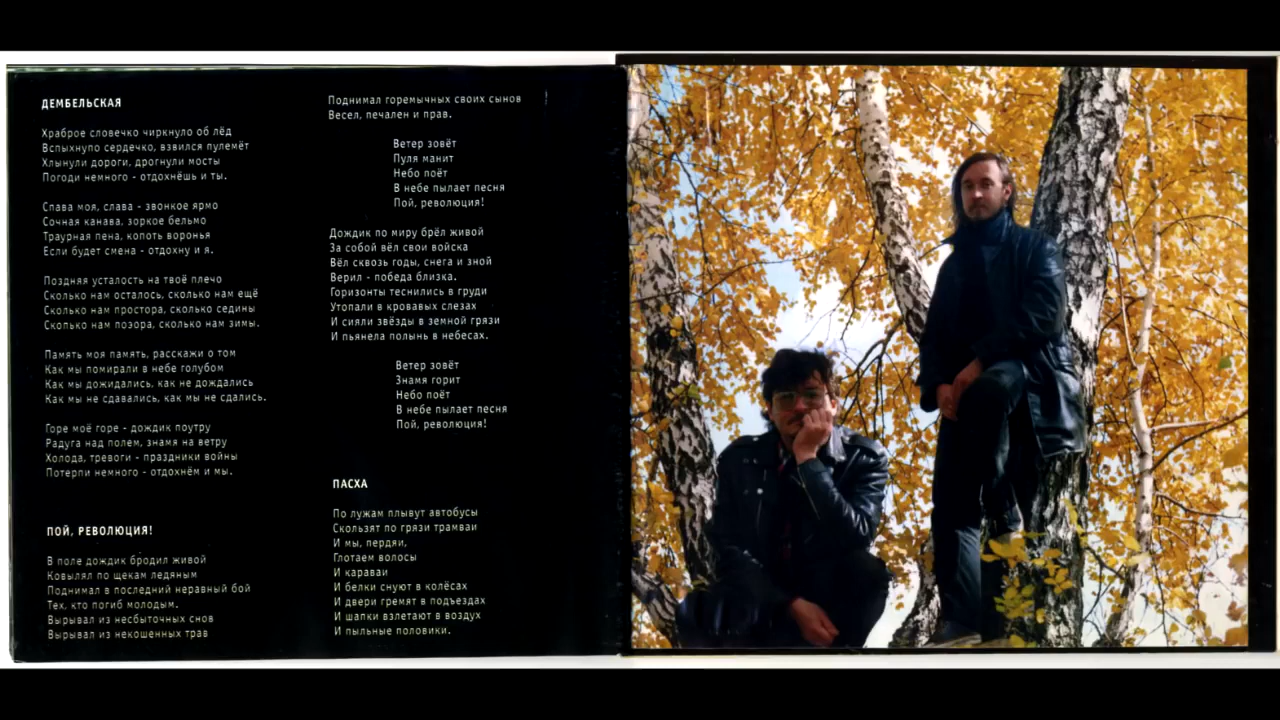 ДЕМБЕЛЬСКАЯ
Храброе словечко чиркнуло об лёд
Вспыхнупо сердечко, взвился пулемёт
Хлынули дороги, дрогнули мосты
Погоди немного - отдохнёшь и ты.
Спава моя, слава - звонкое ярмо
Сочная канава, зоркое бельмо
Траурная пена, копоть воронья
Если будет смена - отдохну и я.
Поздняя усталость на твоё плечо
Сколько нам осталось, сколько нам ещё
Сколько нам простора, сколько седины
Скопько нам позора, сколько нам зимы.
Память моя память, расскажи о том
Как мы помирали в небе голубом
Как мы дожидались, как не дождались
Как мы не сдавались, как мы не сдались.
Горе моё горе - дождик поутру
Радуга над полем, знамя на ветру
Холода, тревоги - праздники войны
Потерпи немного - отдохнём и мы.
ПОЙ, РЕВОЛЮЦИЯ!
В поле дождик бродил живой
Ковылял по щекам ледяным
Поднимал в последний неравный бой
Тех, кто погиб молодым.
Вырывал из несбыточных снов
Вырывал из некошенных трав
Поднимал горемычных своих сынов
Весел, печален и прав.
Ветер зовёт
Пуля манит
Небо поёт
В небе пылает песня
Пой, революция!
Дождик по миру брёл живой
За собой вёл свои войска
Вёл сквозь годы, снега и зной
Верил - победа близка.
Горизонты теснились в груди
Утопали в кровавых слезах
И сияли звёзды в земной грязи
И пьянела полынь в небесах.
Ветер зовёт
Знамя горит
Небо поёт
В небе пылает песня
Пой, революция!
ПАСХА
По лужам плывут автобусы
Скользят по грязи трамваи
И мы, пердяи,
Глотаем волосы
И караваи
И белки снуют в колёсах
И двери гремят в подъездах
И шапки взлетают в воздух
И пыльные половики.